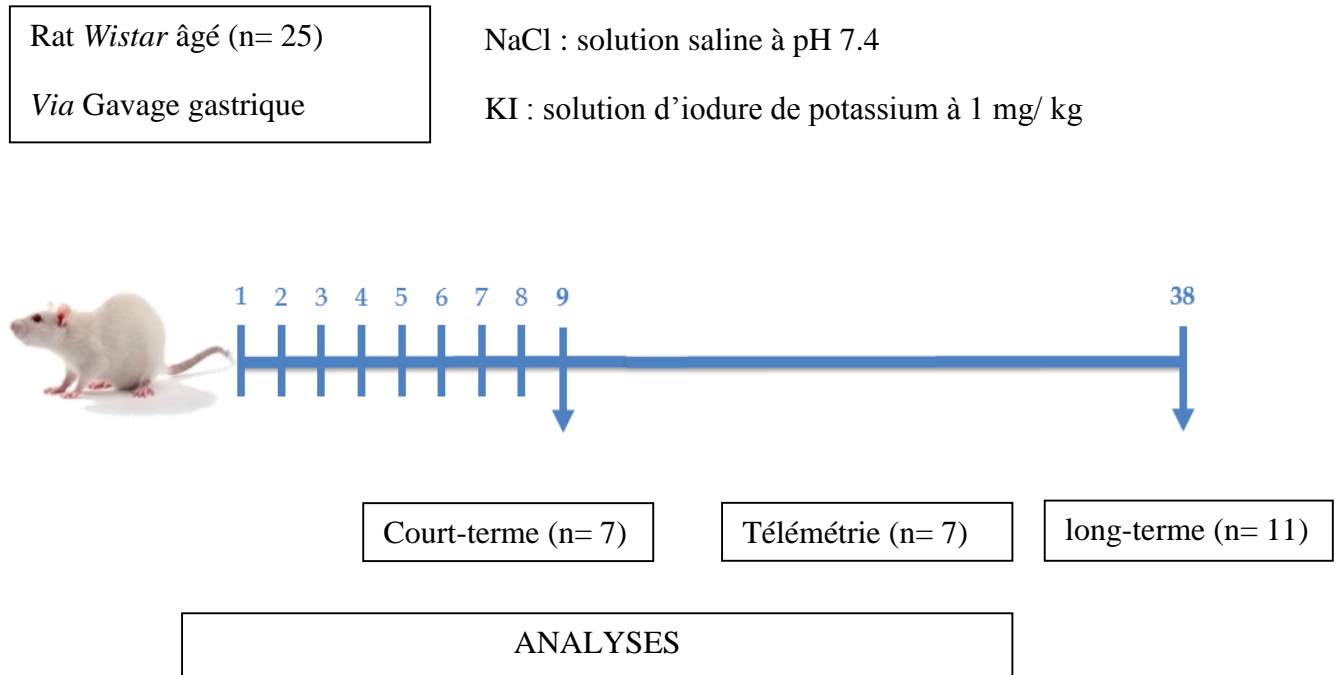 Rat Wistar âgé (n= 25)
Via Gavage gastrique
NaCl : solution saline à pH 7.4
KI : solution d’iodure de potassium à 1 mg/ kg
1 2 3 4 5 6 7 8 9 38
Court-terme (n= 7) Télémétrie (n= 7) long-terme (n= 11)
ANALYSES